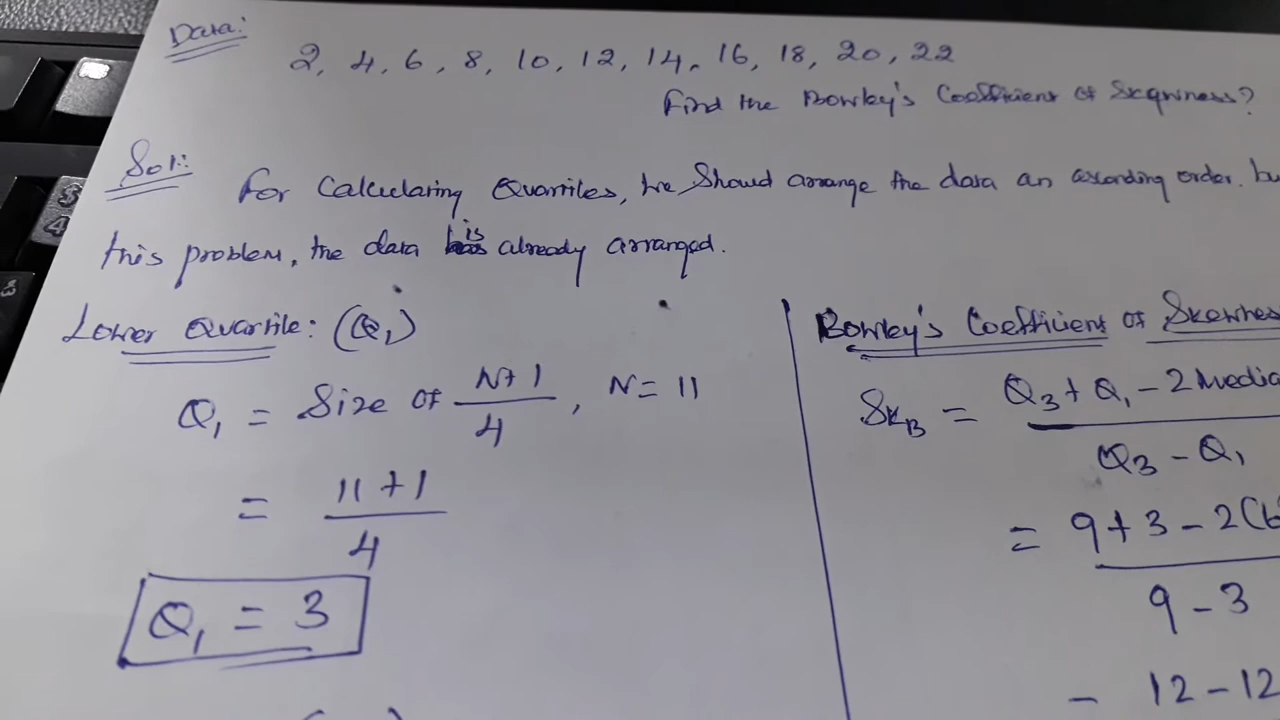 Data:
2, 4, 6, 8, 10, 12, 14, 16, 18, 20, 22
Find the Bowley's Coefficient of Skewness?
Sol:
For Calculating Quartiles, we Should arrange the data an ascending order. bu
this problem, the data is already arranged.
Lower Quartile: (Q₁)
Q₁ = Size of N+1/4, N = 11
= 11+1/4
Q₁ = 3
Bowley's Coefficient of Skewnes
SK_B = Q₃ + Q₁ - 2 Media
Q₃ - Q₁
= 9 + 3 - 2(6
9 - 3
- 12 - 12